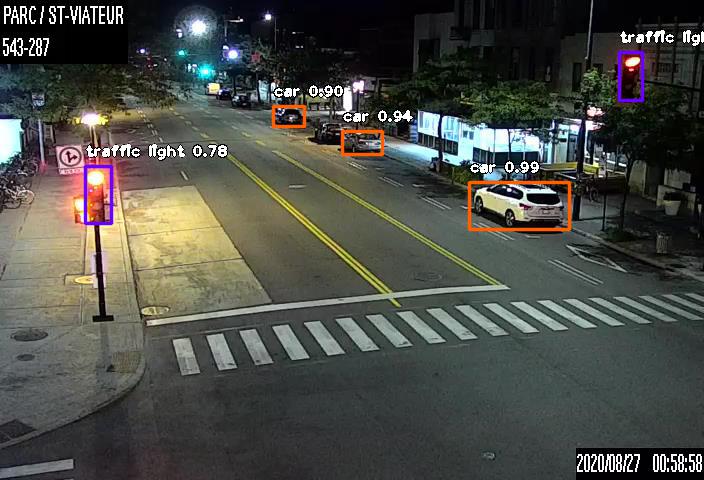 PARC / ST-VIATEUR
543-287
traffic lig
car 0.90
car 0.94
traffic light 0.78
car 0.99
2020/08/27 00:58:58